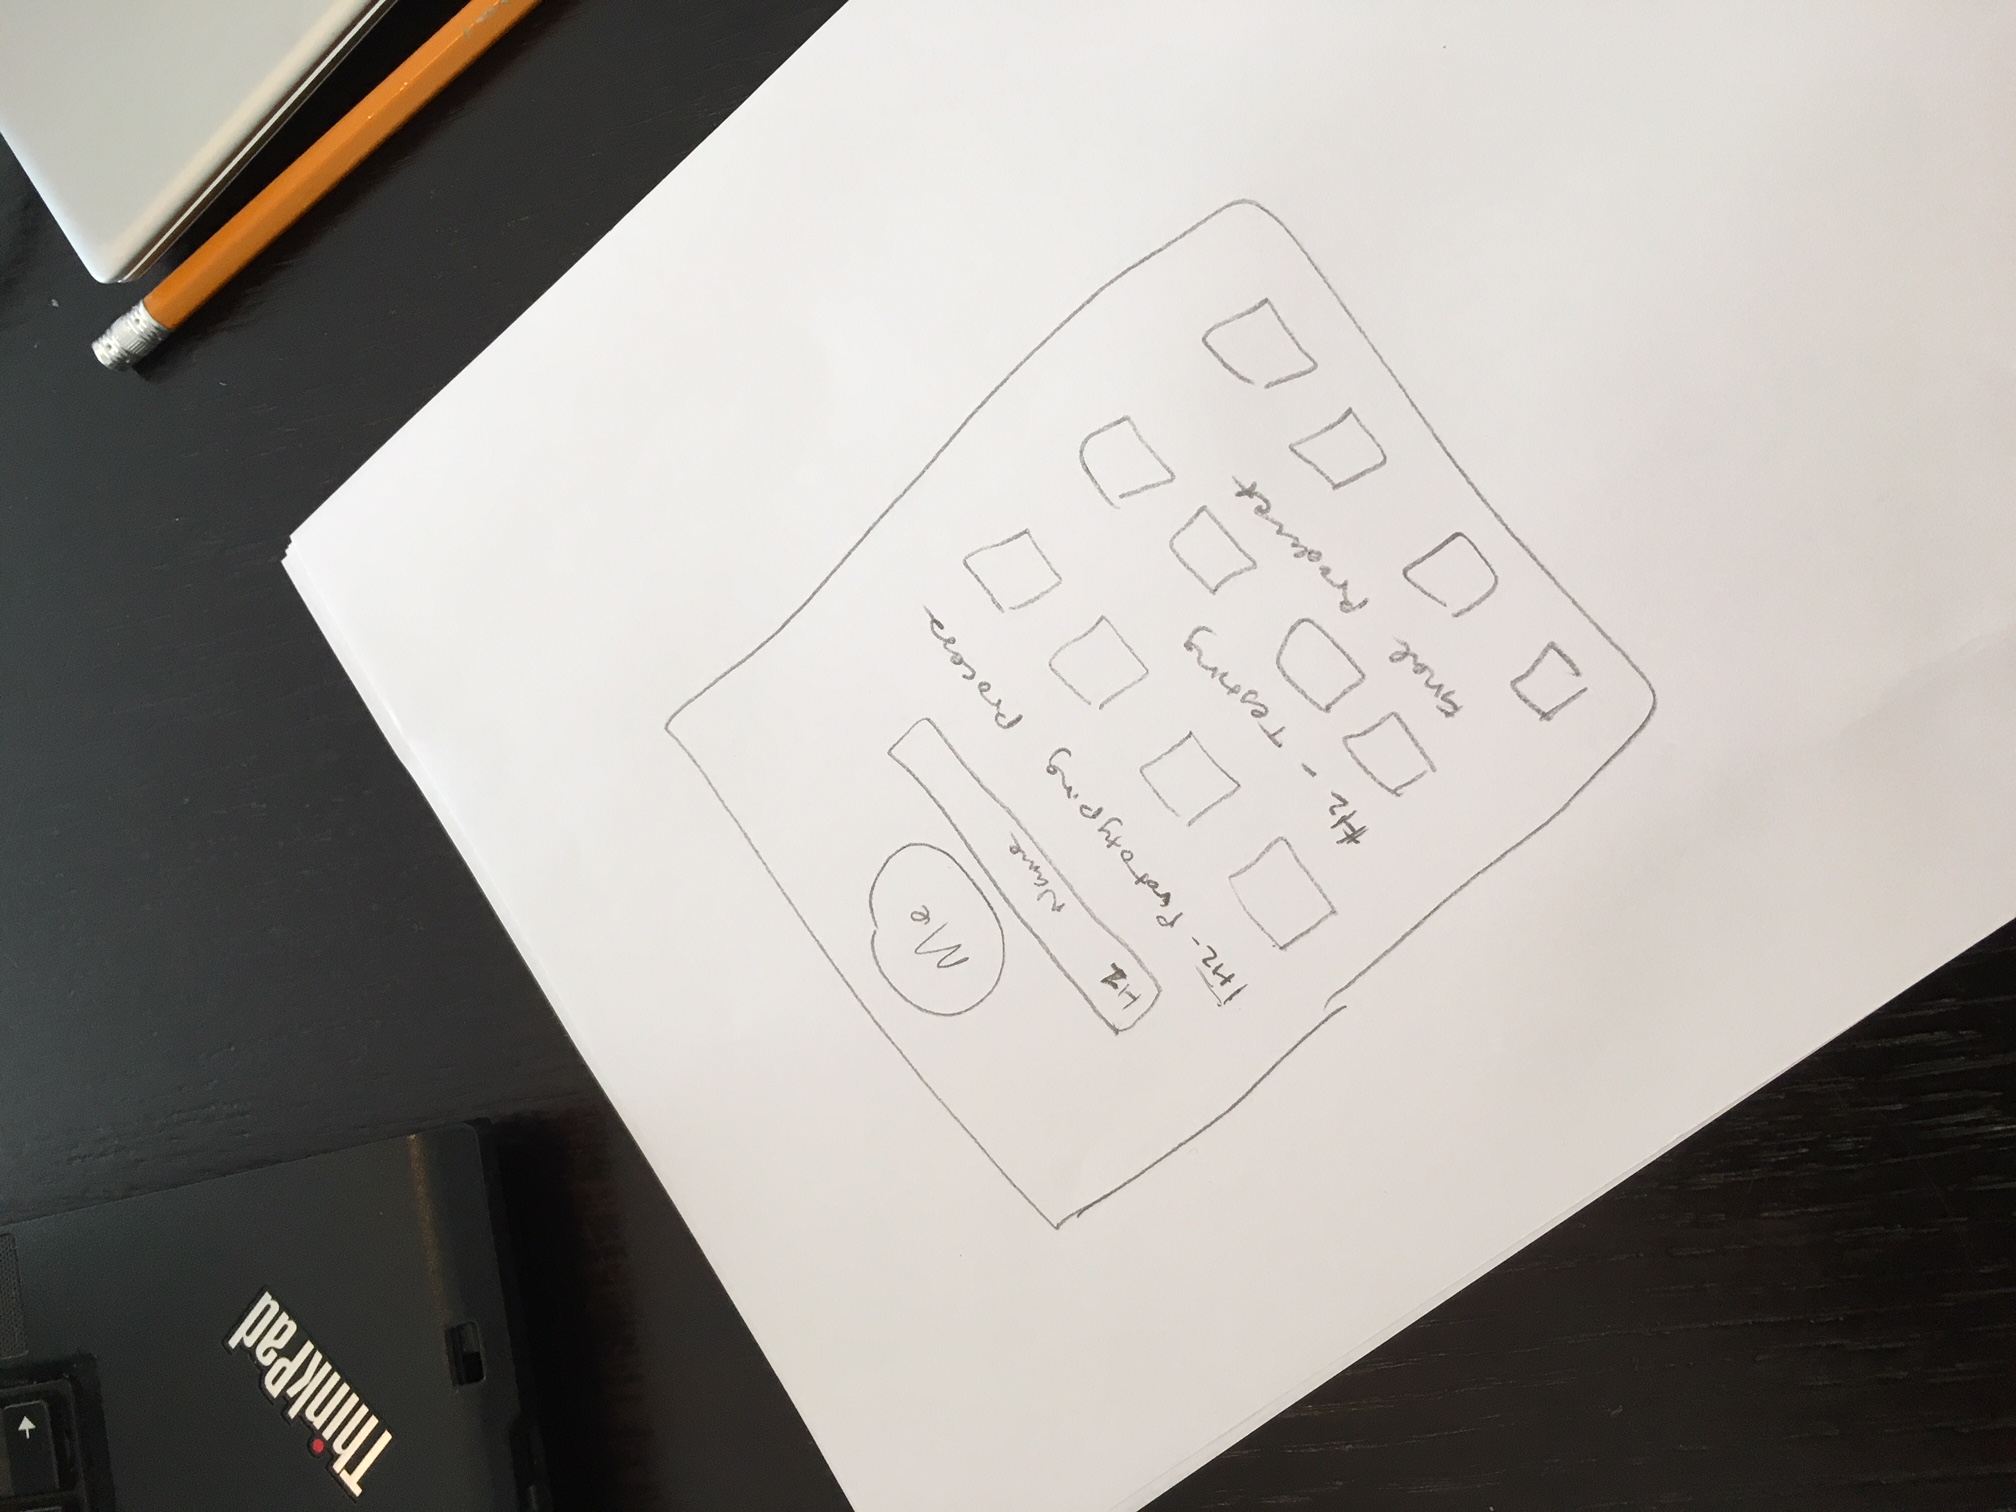 ThinkPad
Me
H1 Name
H2 - Prototyping Process
H2 - Testing
Final Product